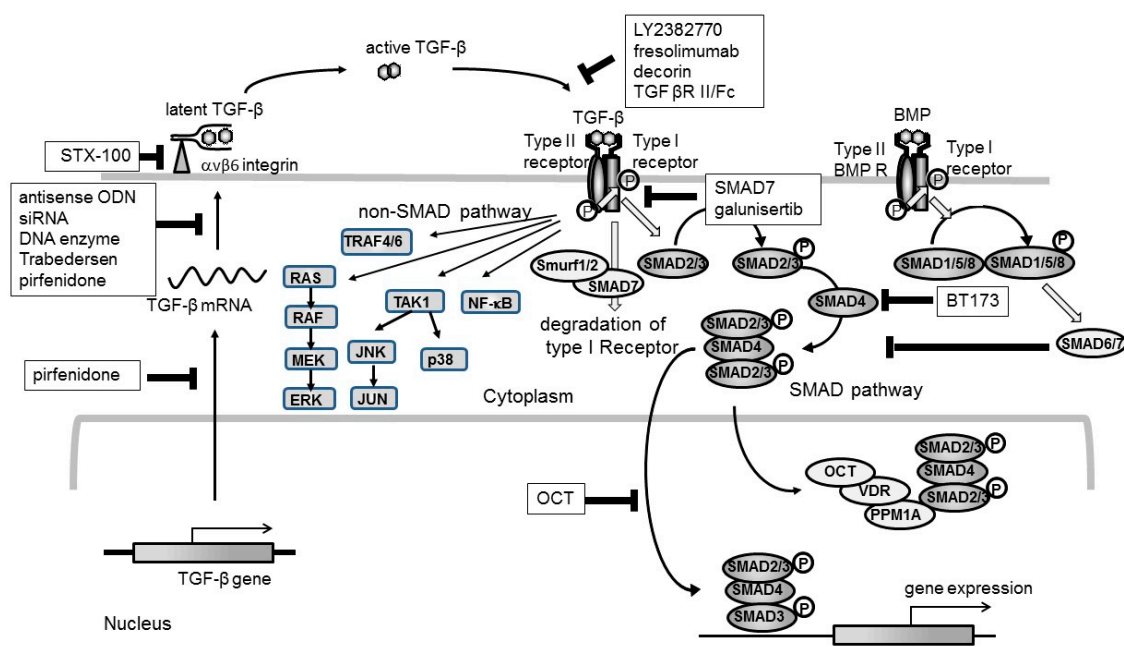 LY2382770
fresolimumab
decorin
TGF βR II/Fc
active TGF-β
latent TGF-β
STX-100
αvβ6 integrin
TGF-β
Type II
receptor
Type I
receptor
P
P
BMP
Type II
BMP R
Type I
receptor
P
P
antisense ODN
siRNA
DNA enzyme
Trabedersen
pirfenidone
non-SMAD pathway
SMAD7
galunisertib
TRAF4/6
RAS
RAF
MEK
ERK
TAK1
NF-κB
JNK
p38
JUN
Smurf1/2
SMAD7
degradation of
type I Receptor
SMAD2/3
SMAD2/3
P
SMAD4
BT173
SMAD1/5/8
SMAD1/5/8
P
SMAD6/7
TGF-β mRNA
SMAD2/3
P
SMAD4
SMAD2/3
P
SMAD pathway
pirfenidone
Cytoplasm
OCT
OCT
VDR
PPM1A
SMAD2/3
P
SMAD4
SMAD2/3
P
TGF-β gene
SMAD2/3
P
SMAD4
SMAD3
P
gene expression
Nucleus